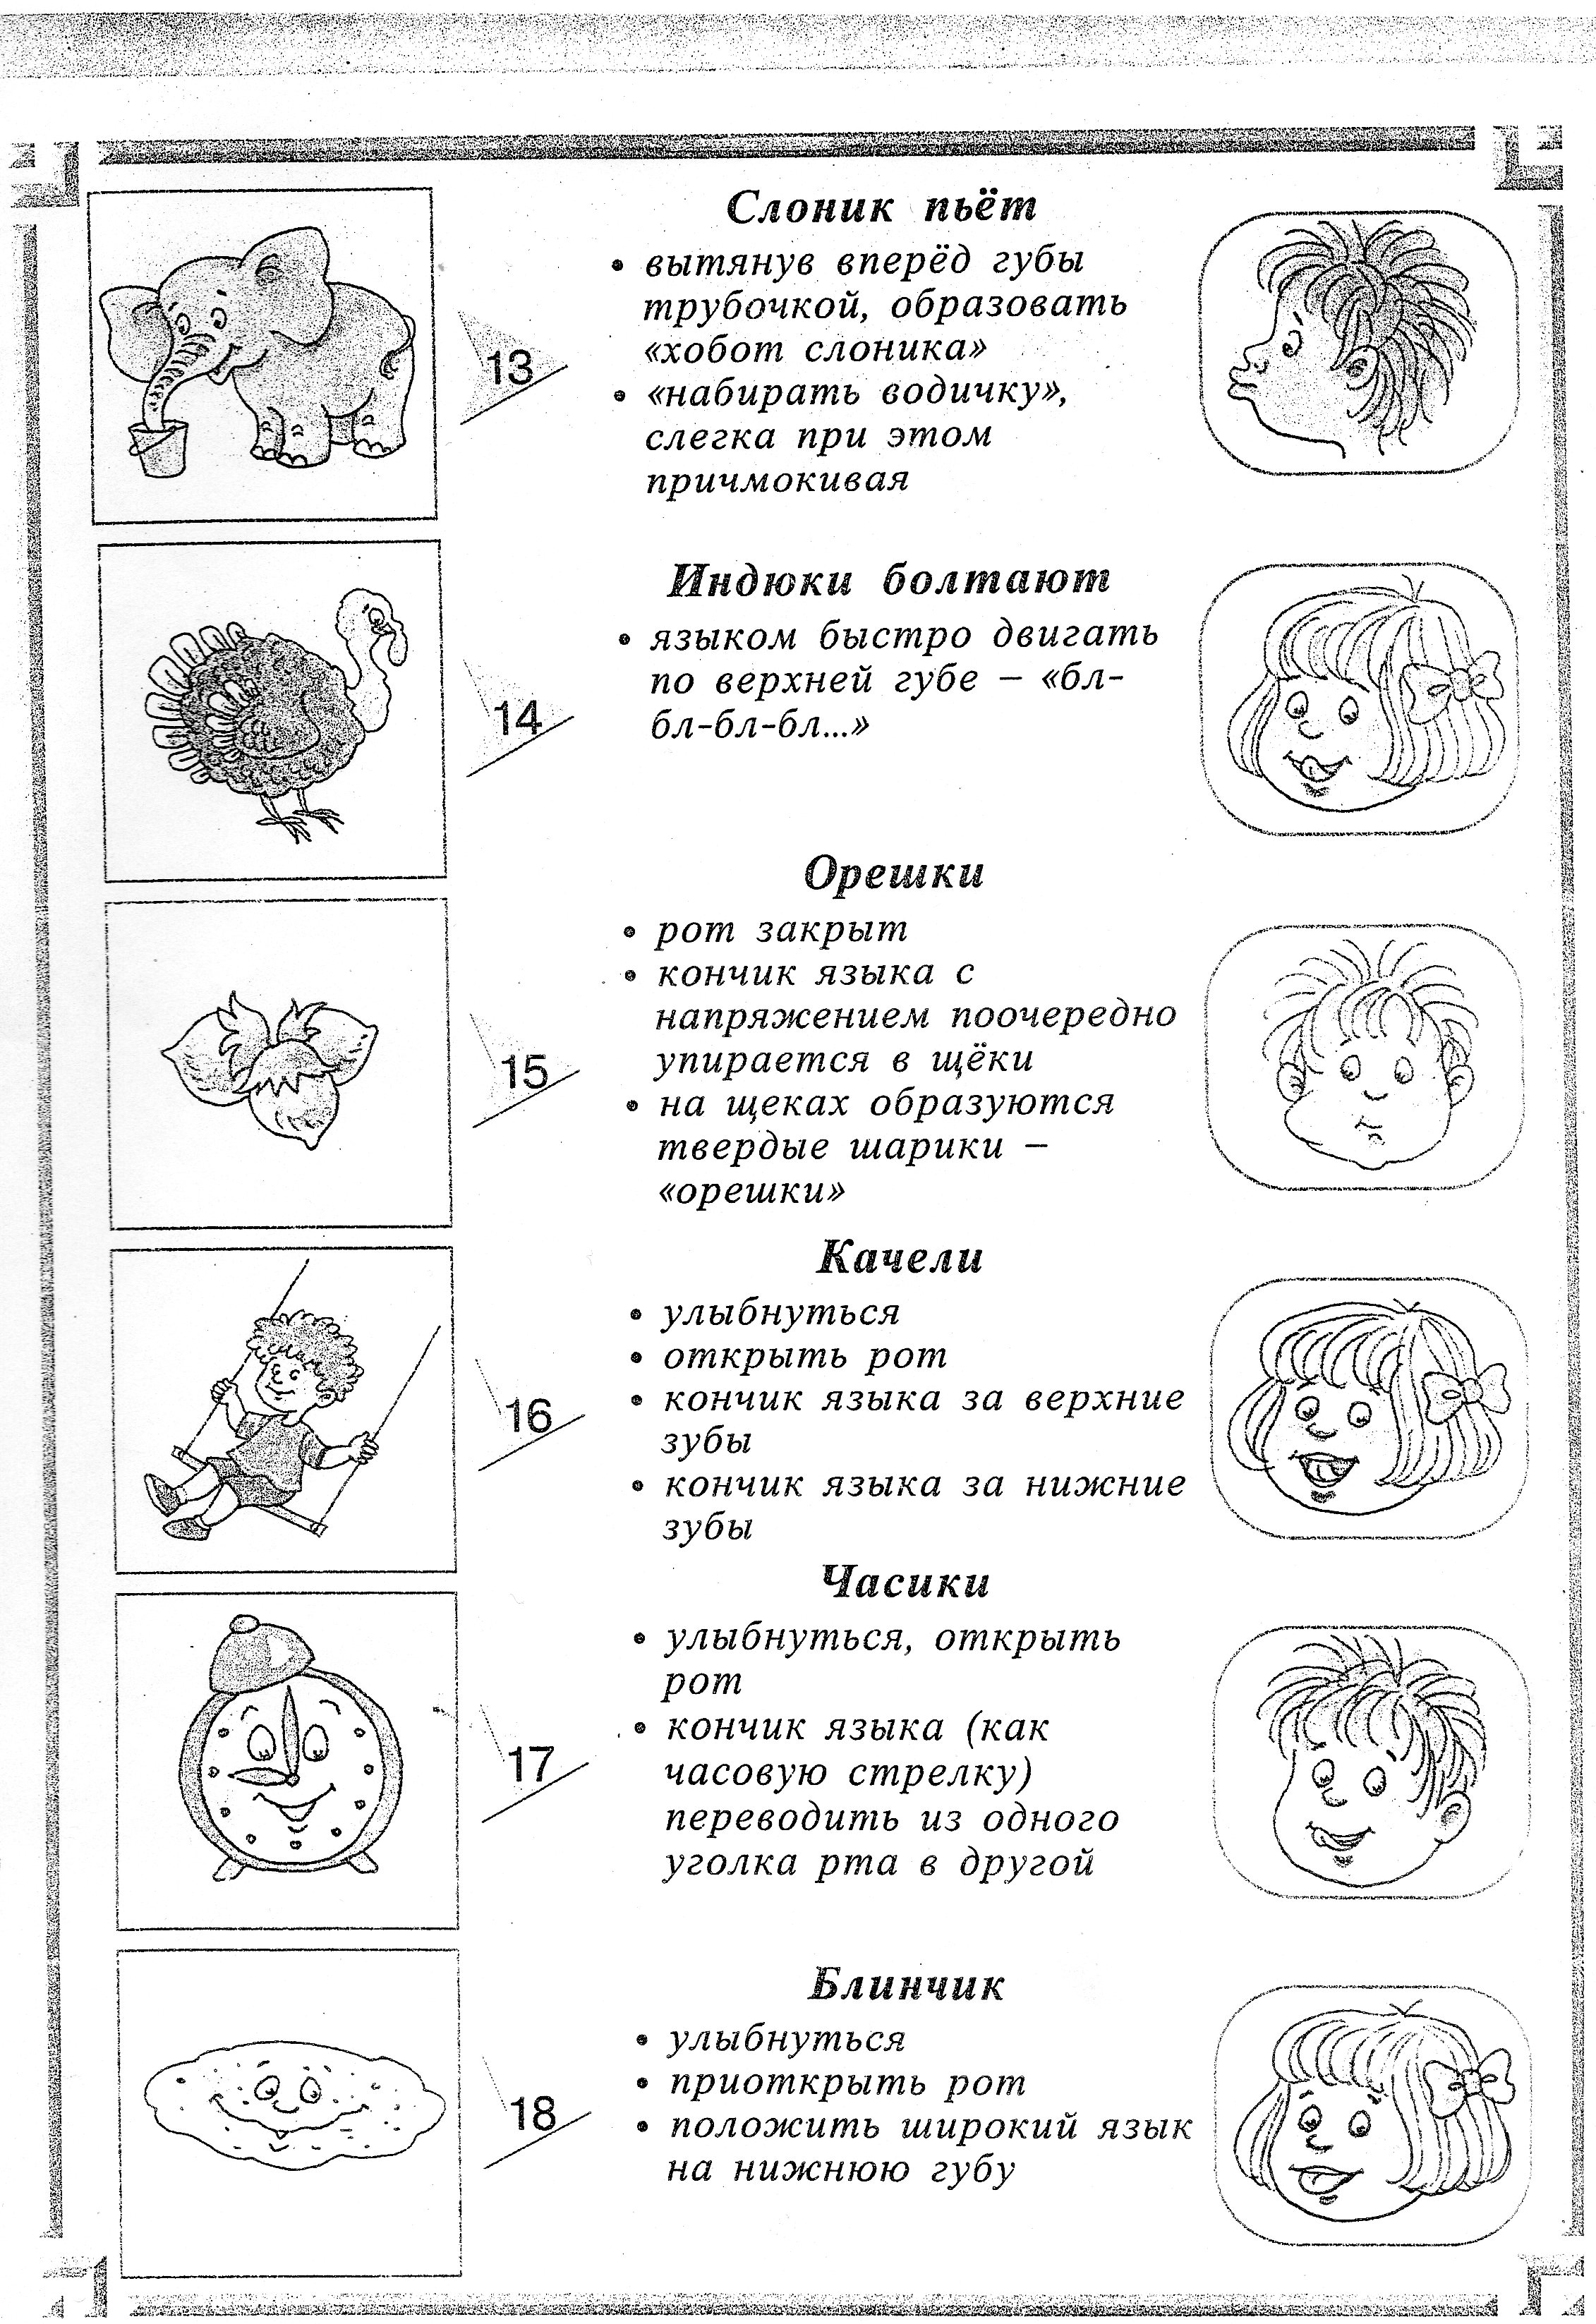 Слоник пьёт
• вытянув вперёд губы
трубочкой, образовать
«хобот слоника»
• «набирать водичку»,
слегка при этом
причмокивая
13
Индюки болтают
• языком быстро двигать
по верхней губе – «бл-
бл-бл-бл...»
14
Орешки
• рот закрыт
• кончик языка с
напряжением поочередно
упирается в щёки
• на щеках образуются
твердые шарики –
«орешки»
15
Качели
• улыбнуться
• открыть рот
• кончик языка за верхние
зубы
• кончик языка за нижние
зубы
16
Часики
• улыбнуться, открыть
рот
• кончик языка (как
часовую стрелку)
переводить из одного
уголка рта в другой
17
Блинчик
• улыбнуться
• приоткрыть рот
• положить широкий язык
на нижнюю губу
18